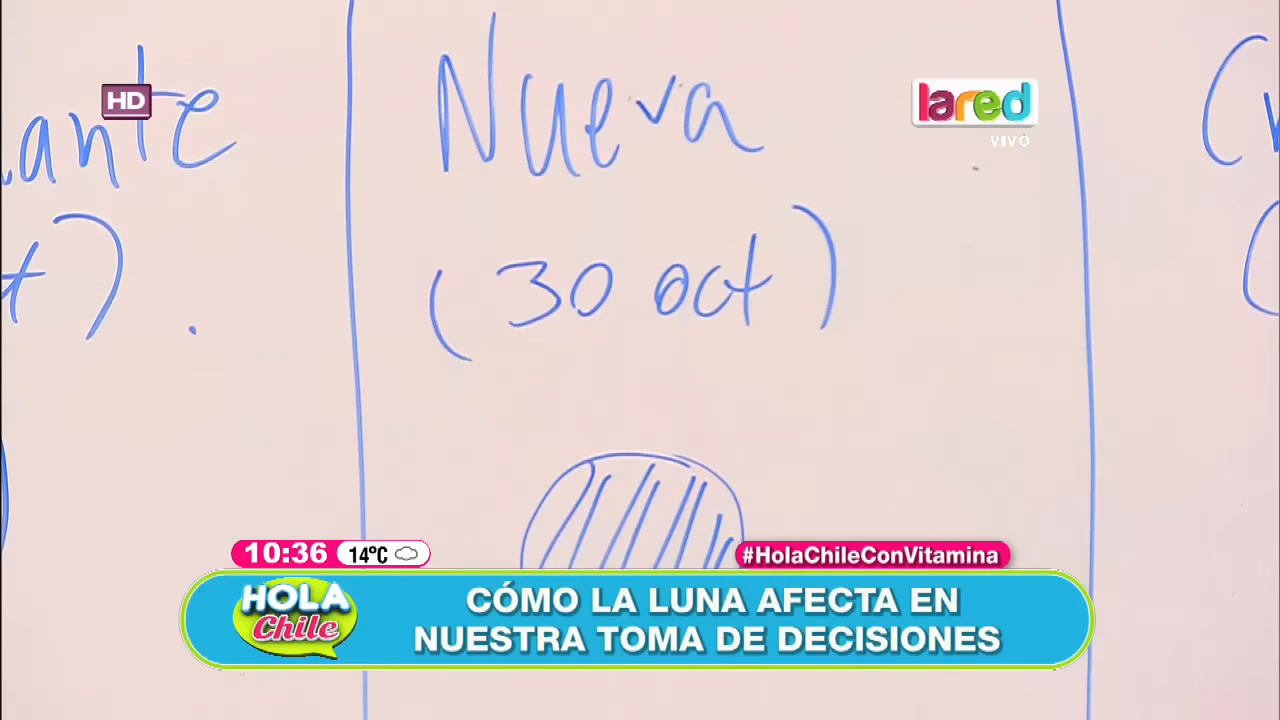 HD
lared
VIVO
ante
Nueva
(30 oct)
t).
10:36 14°C
#HolaChileConVitamina
HOLA
Chile
CÓMO LA LUNA AFECTA EN
NUESTRA TOMA DE DECISIONES